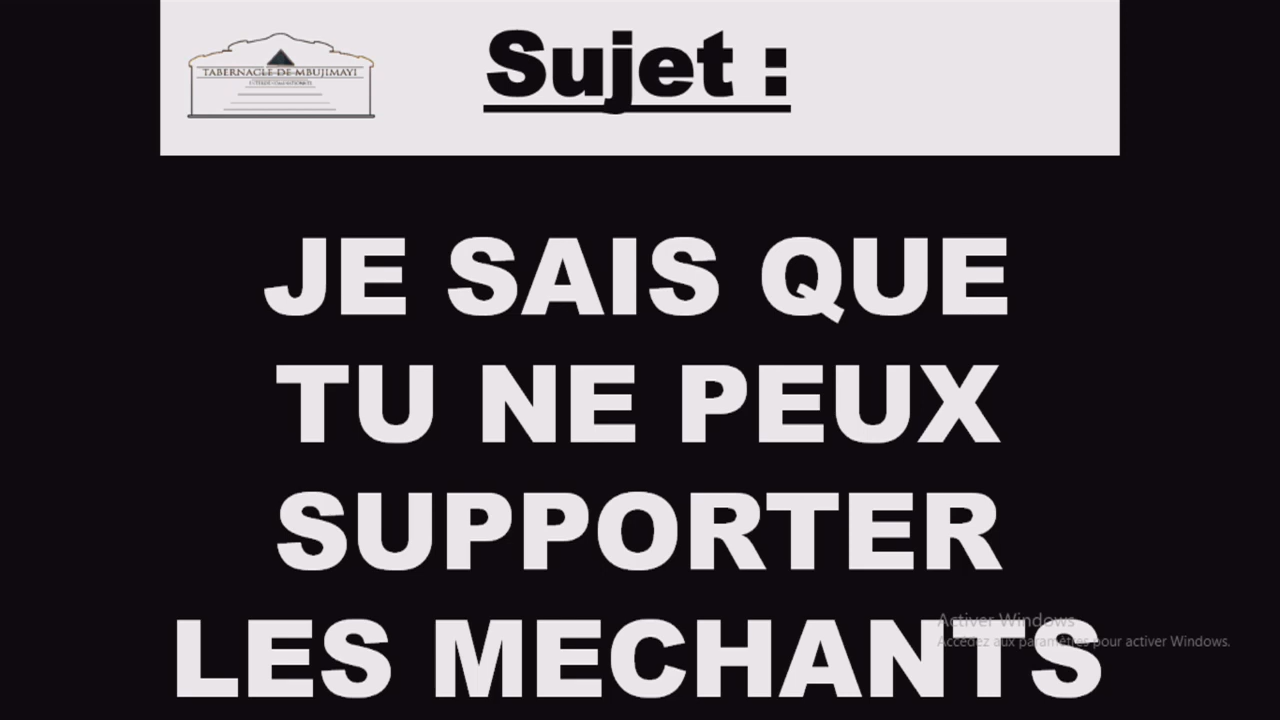 TABERNACLE DE MBUJIMAYI
Sujet :
JE SAIS QUE
TU NE PEUX
SUPPORTER
LES MECHANTS
Activer Windows
Accédez aux paramètres pour activer Windows.